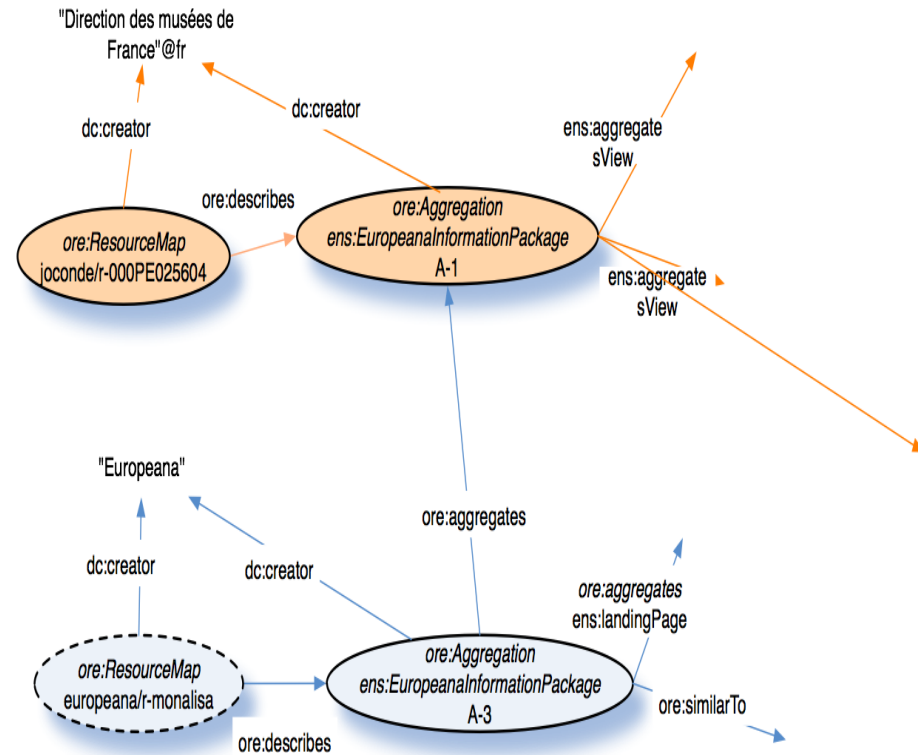 "Direction des musées de
France"@fr
dc:creator
dc:creator
ens:aggregate
sView
ore:describes
ore:Aggregation
ens:EuropeanaInformationPackage
A-1
ore:ResourceMap
joconde/r-000PE025604
ens:aggregate
sView
"Europeana"
ore:aggregates
dc:creator
dc:creator
ore:aggregates
ens:landingPage
ore:ResourceMap
europeana/r-monalisa
ore:Aggregation
ens:EuropeanaInformationPackage
A-3
ore:similarTo
ore:describes